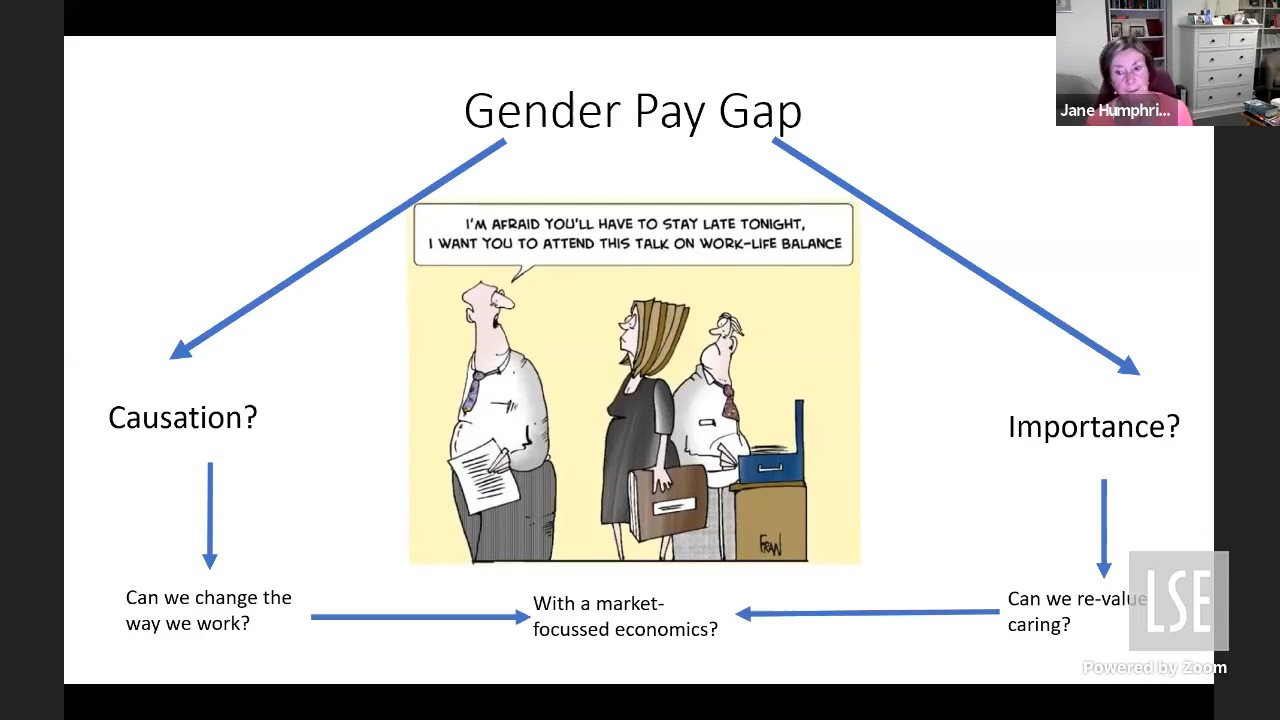 Gender Pay Gap
Jane Humphri...
I'M AFRAID YOU'LL HAVE TO STAY LATE TONIGHT,
I WANT YOU TO ATTEND THIS TALK ON WORK-LIFE BALANCE
FRAN
Causation?
Importance?
Can we change the
way we work?
With a market-
focussed economics?
Can we re-value
caring?
LSE
Powered by Zoom